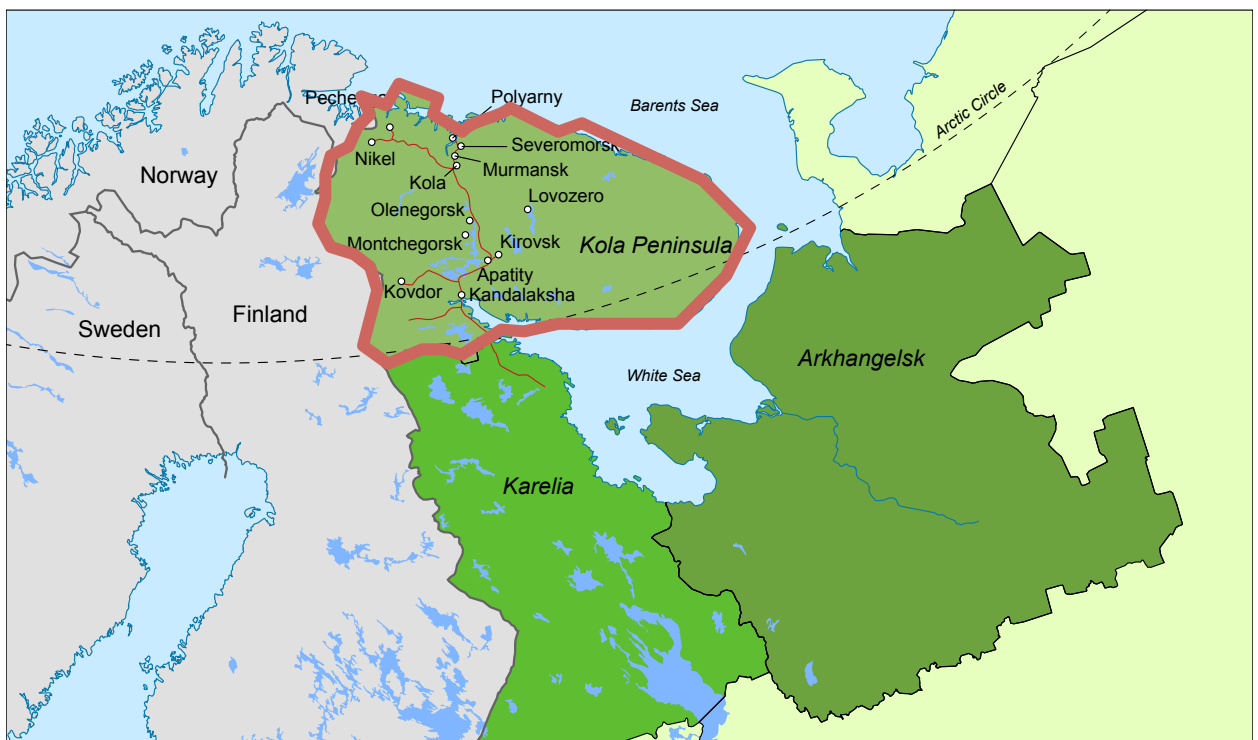 Polyarny
Barents Sea
Arctic Circle
Severomorsk
Nikel
Murmansk
Norway
Kola
Lovozero
Olenegorsk
Montchegorsk
Kirovsk
Kola Peninsula
Apatity
Kovdor
Kandalaksha
Finland
Sweden
Arkhangelsk
White Sea
Karelia